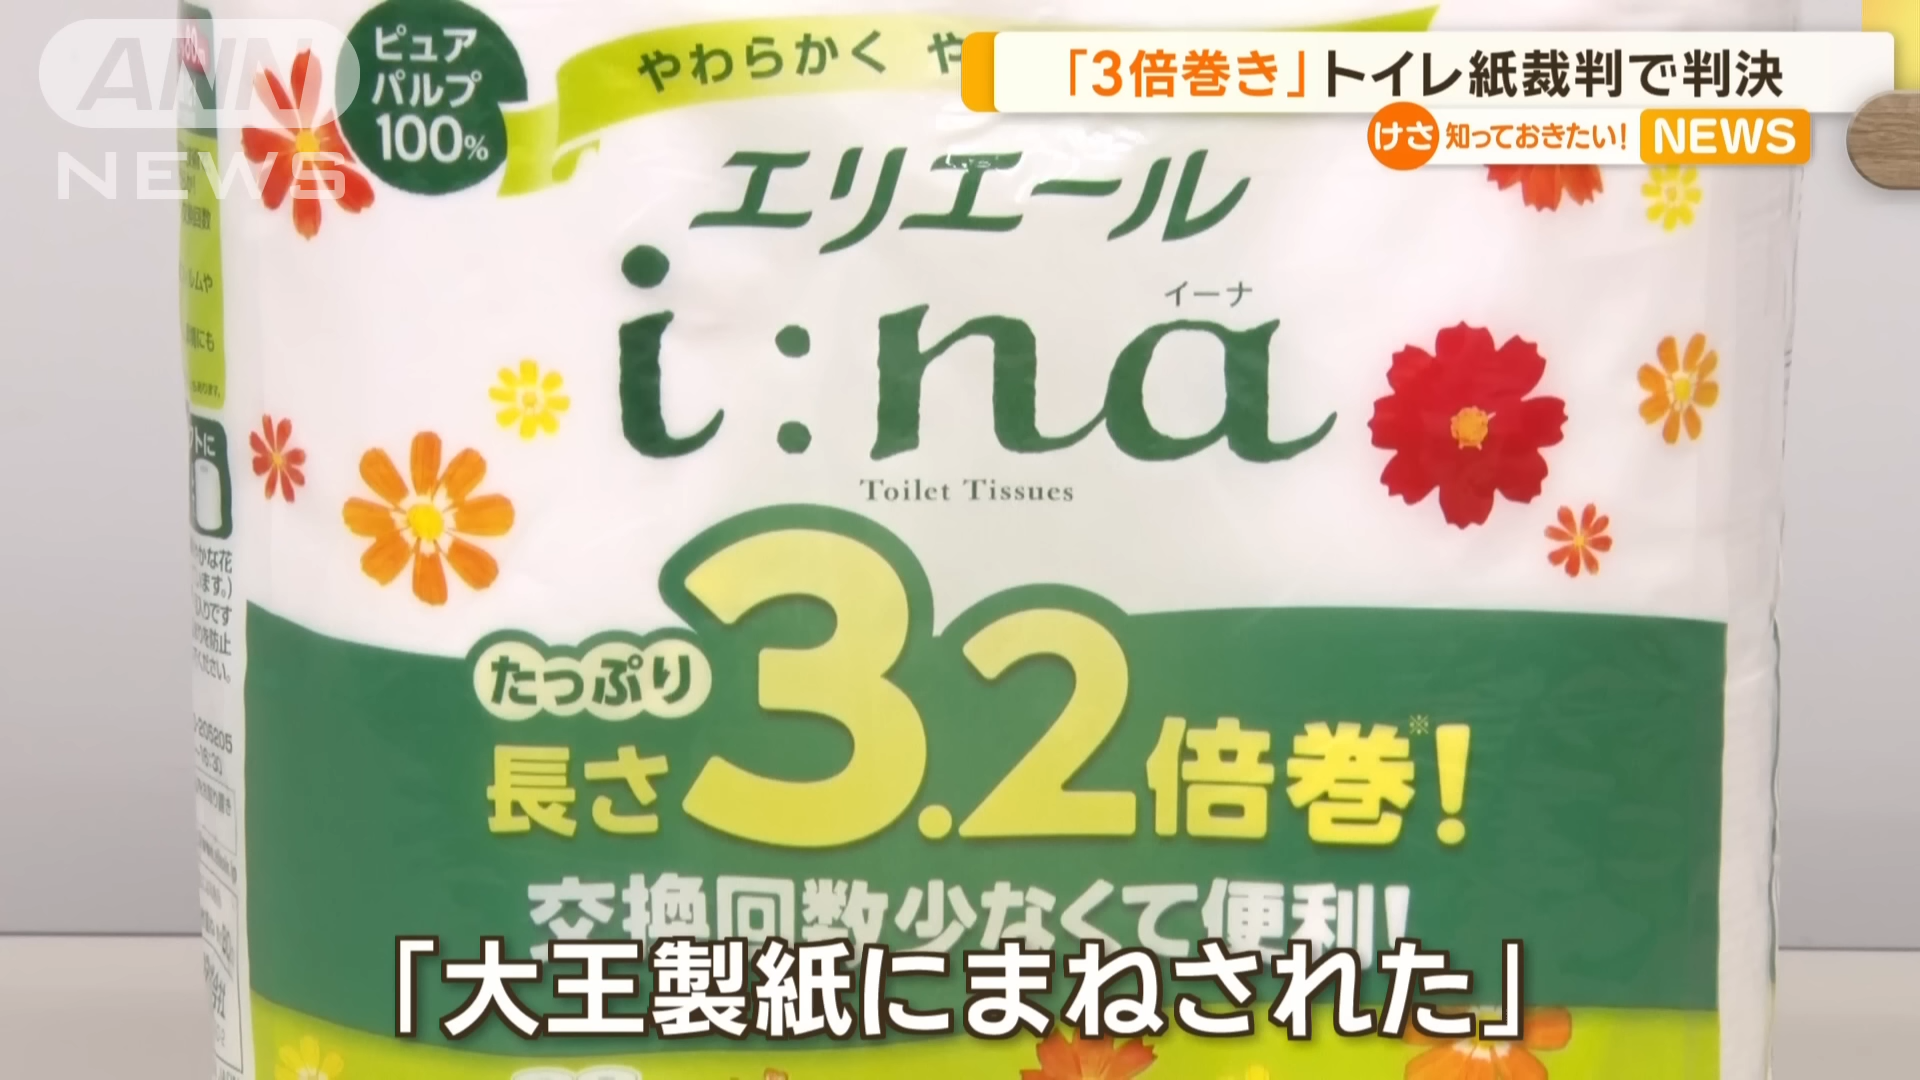 ANN
NEWS
「3倍巻き」トイレ紙裁判で判決
けさ 知っておきたい! NEWS
ピュア
パルプ
100%
やわらかく や
エリエール
イーナ
i:na
Toilet Tissues
たっぷり
長さ3.2倍巻※!
交換回数少なくて便利!
「大王製紙にまねされた」